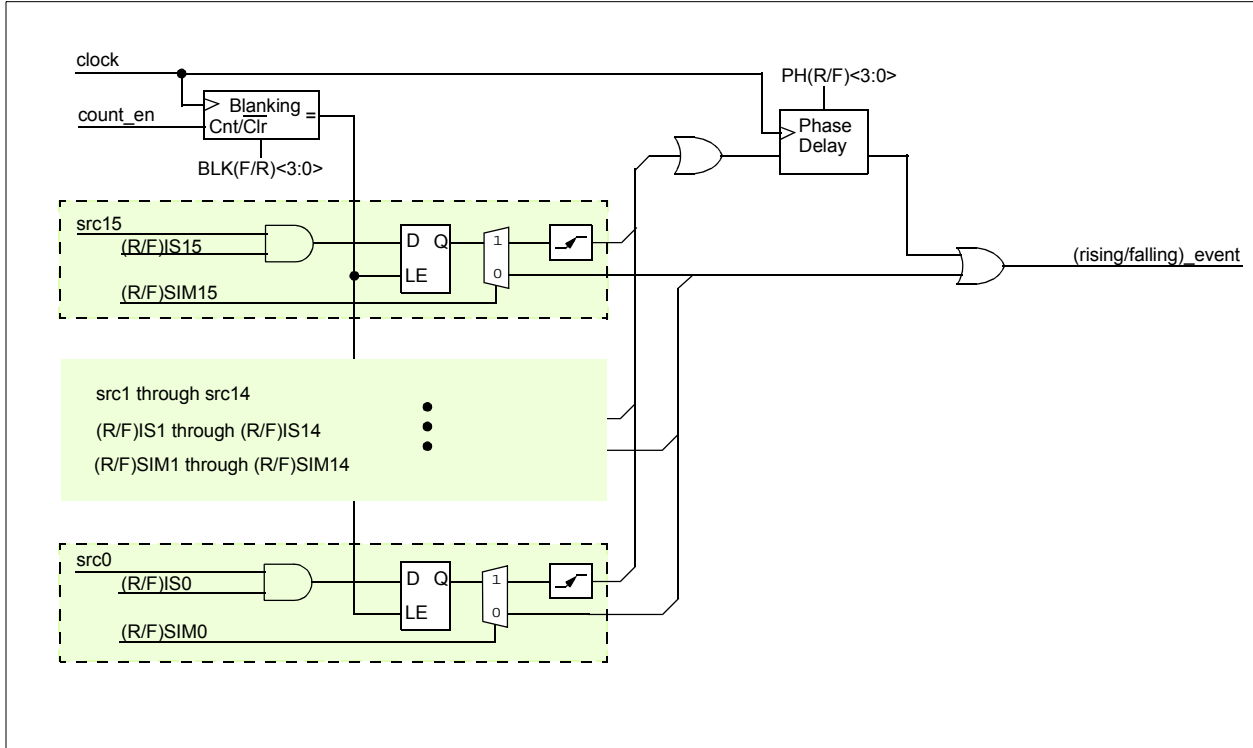 clock
PH(R/F)<3:0>
Blanking
=
count_en
Cnt/Clr
Phase
Delay
BLK(F/R)<3:0>
src15
(R/F)IS15
D Q
1
LE
0
(R/F)SIM15
(rising/falling)_event
src1 through src14
(R/F)IS1 through (R/F)IS14
(R/F)SIM1 through (R/F)SIM14
src0
(R/F)IS0
D Q
1
LE
0
(R/F)SIM0